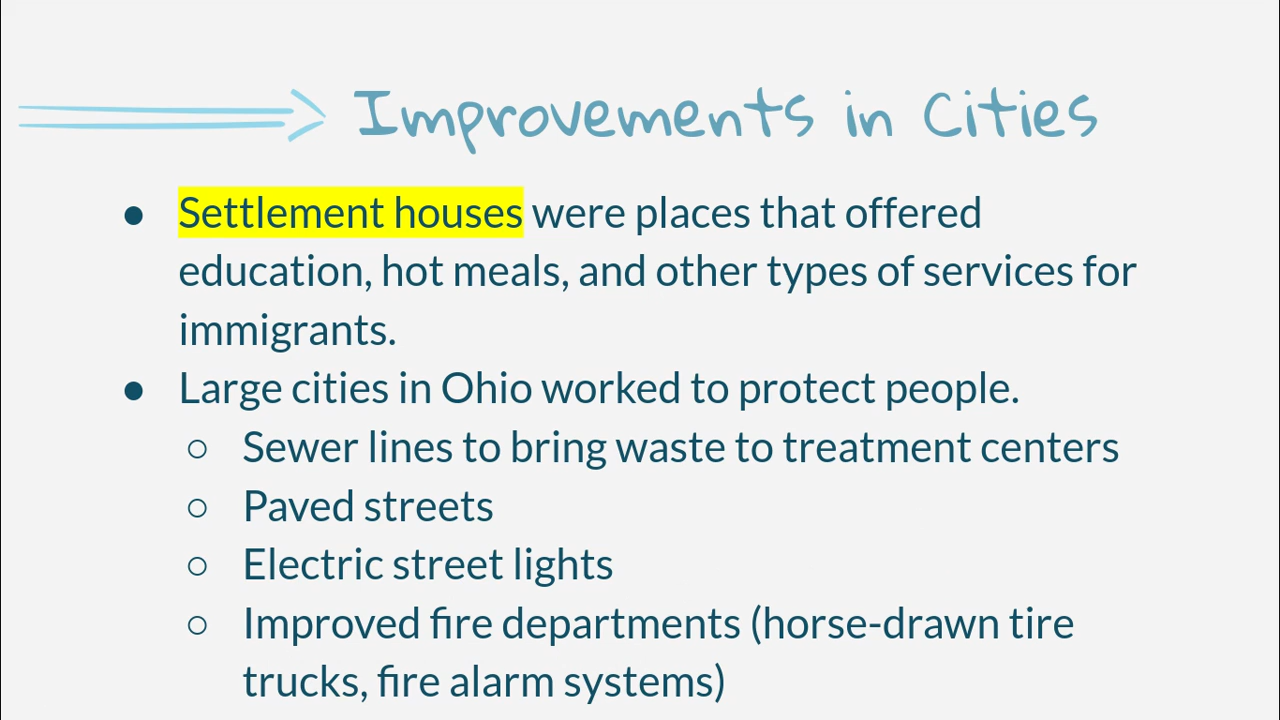 Improvements in Cities
● Settlement houses were places that offered
education, hot meals, and other types of services for
immigrants.
● Large cities in Ohio worked to protect people.
○ Sewer lines to bring waste to treatment centers
○ Paved streets
○ Electric street lights
○ Improved fire departments (horse-drawn tire
trucks, fire alarm systems)